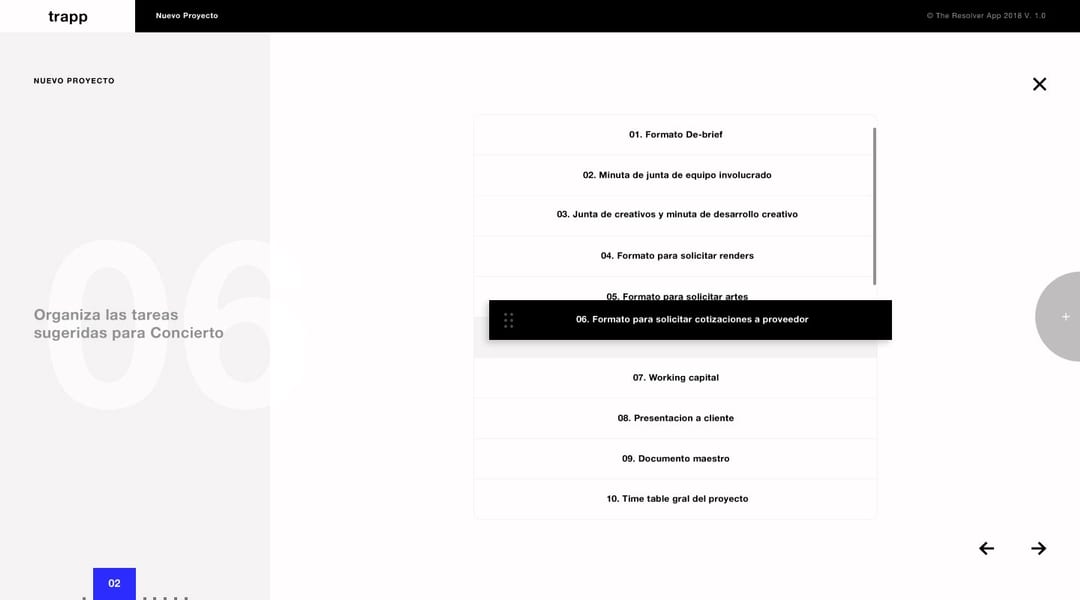 trapp
Nuevo Proyecto
© The Resolver App 2018 V. 1.0
NUEVO PROYECTO
06
Organiza las tareas
sugeridas para Concierto
01. Formato De-brief
02. Minuta de junta de equipo involucrado
03. Junta de creativos y minuta de desarrollo creativo
04. Formato para solicitar renders
05. Formato para solicitar artes
06. Formato para solicitar cotizaciones a proveedor
07. Working capital
08. Presentacion a cliente
09. Documento maestro
10. Time table gral del proyecto
02